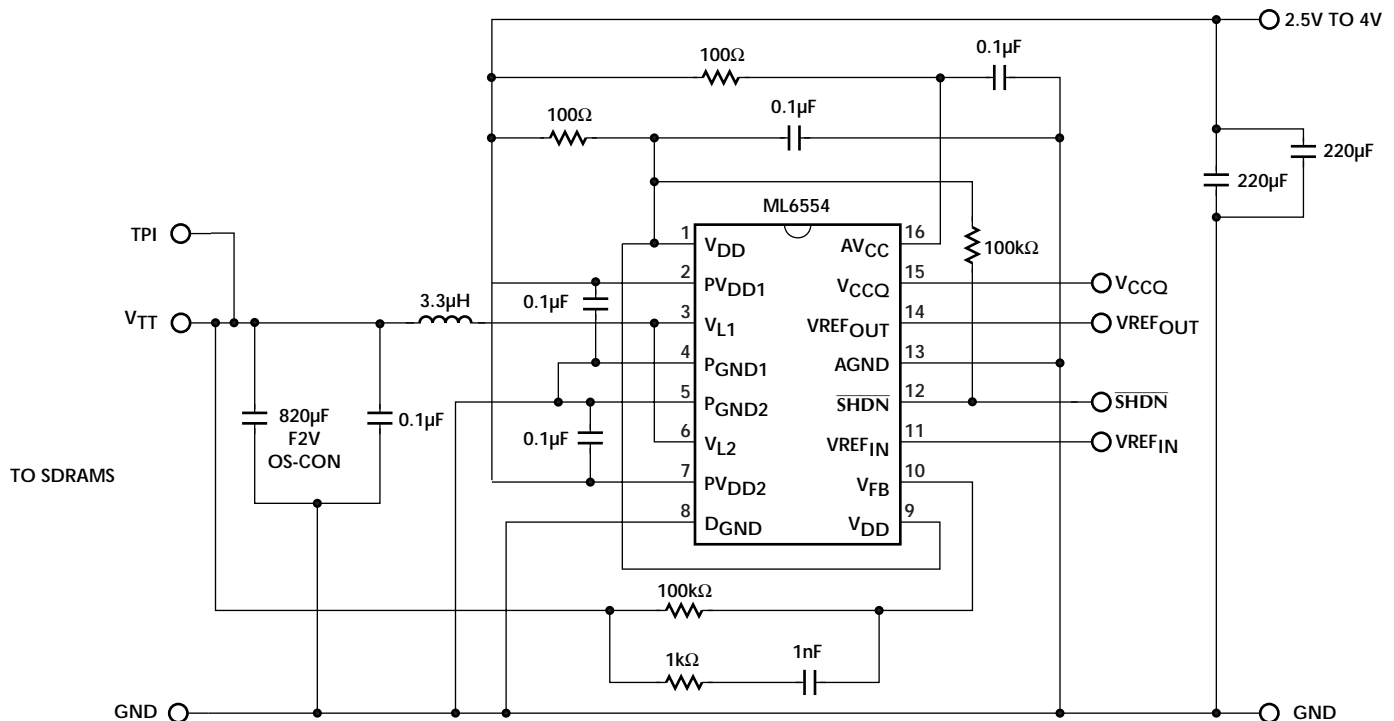 2.5V TO 4V
100Ω
0.1µF
100Ω
0.1µF
220µF
220µF
ML6554
TPI
100kΩ
1 VDD
AVCC 16
2 PVDD1
VCCQ 15
VCCQ
0.1µF
3.3µH
VTT
3 VL1
VREFOUT 14
VREFOUT
4 PGND1
AGND 13
5 PGND2
SHDN 12
SHDN
820µF
F2V
OS-CON
0.1µF
0.1µF
6 VL2
VREFIN 11
VREFIN
TO SDRAMS
7 PVDD2
VFB 10
8 DGND
VDD 9
100kΩ
1kΩ
1nF
GND
GND